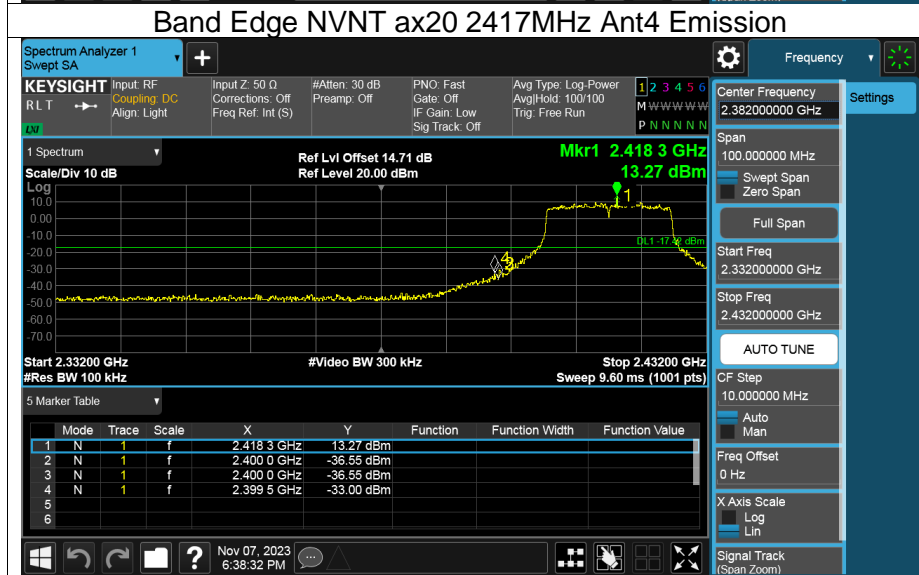 (Span Zoom)
Band Edge NVNT ax20 2417MHz Ant4 Emission
Spectrum Analyzer 1
Swept SA
+
Frequency
KEYSIGHT Input: RF Input Z: 50 Ω #Atten: 30 dB PNO: Fast Avg Type: Log-Power 1 2 3 4 5 6
R L T Coupling: DC Corrections: Off Preamp: Off Gate: Off Avg|Hold: 100/100 M W W W W W
Align: Light Freq Ref: Int (S) IF Gain: Low Trig: Free Run
LXI Sig Track: Off P N N N N N
Center Frequency
2.382000000 GHz
Settings
1 Spectrum
Ref Lvl Offset 14.71 dB
Mkr1 2.418 3 GHz
Scale/Div 10 dB
Ref Level 20.00 dBm
13.27 dBm
Span
100.000000 MHz
Swept Span
Zero Span
Log
10.0
0.00
-10.0
-20.0
-30.0
-40.0
-50.0
-60.0
-70.0
1
DL1 -17.42 dBm
4
Full Span
Start Freq
2.332000000 GHz
Stop Freq
2.432000000 GHz
AUTO TUNE
Start 2.33200 GHz #Video BW 300 kHz Stop 2.43200 GHz
#Res BW 100 kHz Sweep 9.60 ms (1001 pts)
CF Step
10.000000 MHz
Auto
Man
5 Marker Table
Mode Trace Scale X Y Function Function Width Function Value
1 N 1 f 2.418 3 GHz 13.27 dBm
2 N 1 f 2.400 0 GHz -36.55 dBm
3 N 1 f 2.400 0 GHz -36.55 dBm
4 N 1 f 2.399 5 GHz -33.00 dBm
5
6
Freq Offset
0 Hz
X Axis Scale
Log
Lin
Signal Track
(Span Zoom)
? Nov 07, 2023
6:38:32 PM